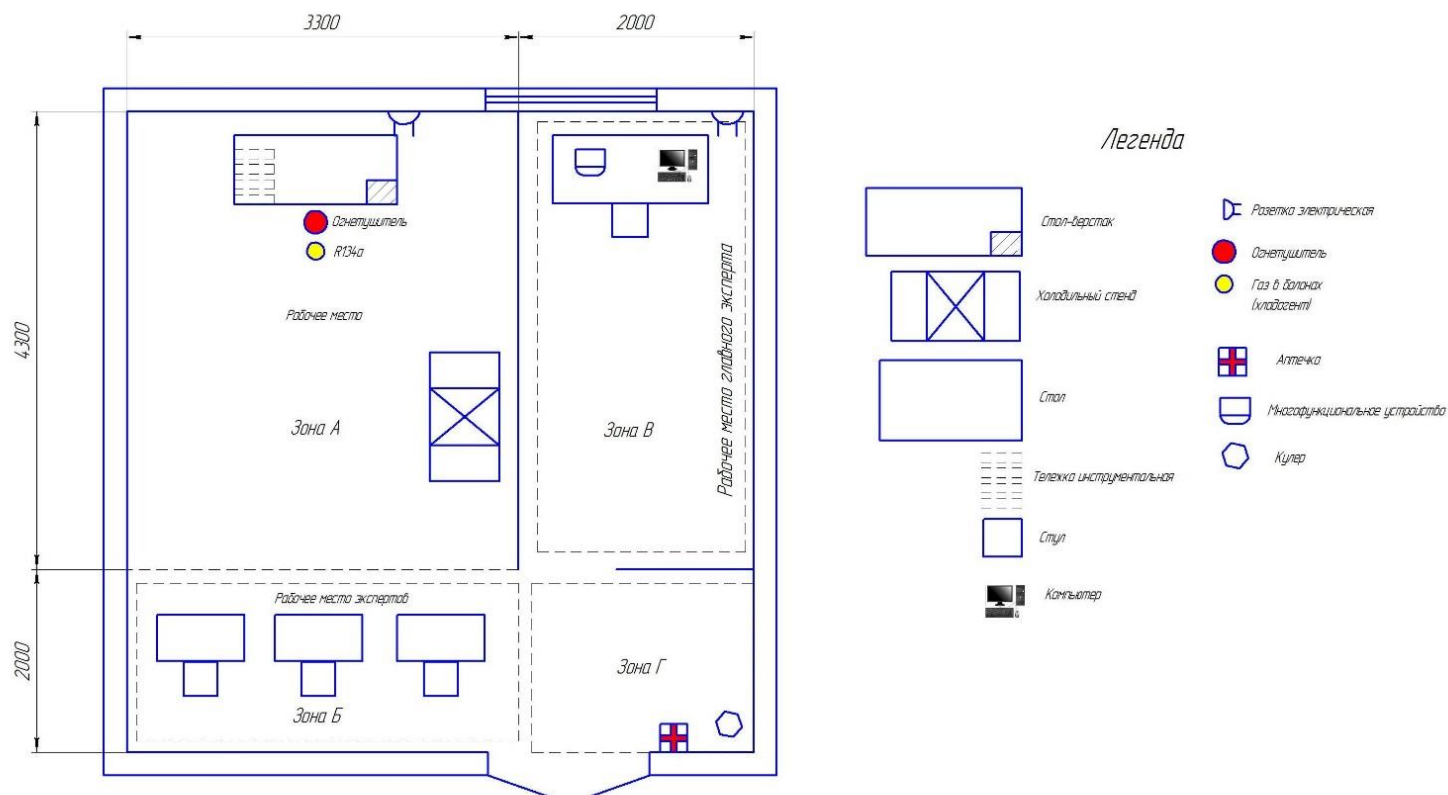 3300
2000
4300
2000
Огнетушитель
R134a
Рабочее место
Зона А
Зона В
Рабочее место главного эксперта
Рабочее место экспертов
Зона Б
Зона Г
Легенда
Стол-верстак
Холодильный стенд
Стол
Тележка инструментальная
Стул
Компьютер
Розетка электрическая
Огнетушитель
Газ в балонах
(хладагент)
Аптечка
Многофункциональное устройство
Кулер